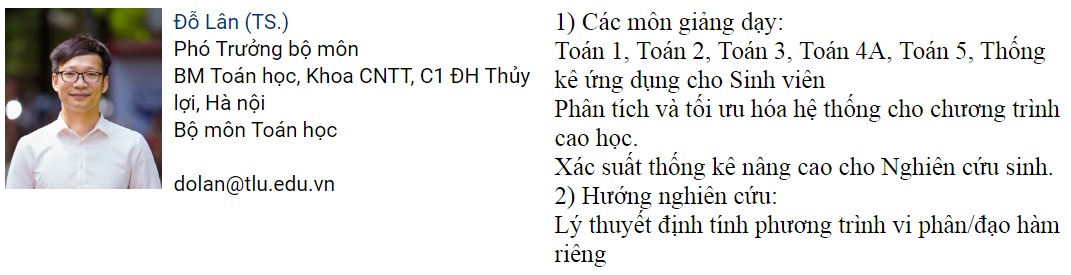 Đỗ Lân (TS.)
Phó Trưởng bộ môn
BM Toán học, Khoa CNTT, C1 ĐH Thủy
lợi, Hà nội
Bộ môn Toán học
dolan@tlu.edu.vn
1) Các môn giảng dạy:
Toán 1, Toán 2, Toán 3, Toán 4A, Toán 5, Thống
kê ứng dụng cho Sinh viên
Phân tích và tối ưu hóa hệ thống cho chương trình
cao học.
Xác suất thống kê nâng cao cho Nghiên cứu sinh.
2) Hướng nghiên cứu:
Lý thuyết định tính phương trình vi phân/đạo hàm
riêng